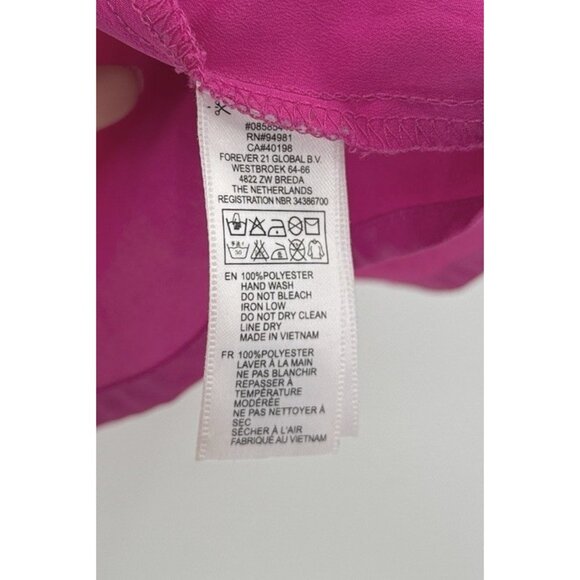 RN#94981
CA#40198
FOREVER 21 GLOBAL B.V.
WESTBROEK 64-66
4822 ZW BREDA
THE NETHERLANDS
REGISTRATION NBR 34386700
EN 100%POLYESTER
HAND WASH
DO NOT BLEACH
IRON LOW
DO NOT DRY CLEAN
LINE DRY
MADE IN VIETNAM
FR 100%POLYESTER
LAVER À LA MAIN
NE PAS BLANCHIR
REPASSER À
TEMPÉRATURE
MODÉRÉE
NE PAS NETTOYER À
SEC
SÉCHER À L'AIR
FABRIQUÉ AU VIETNAM